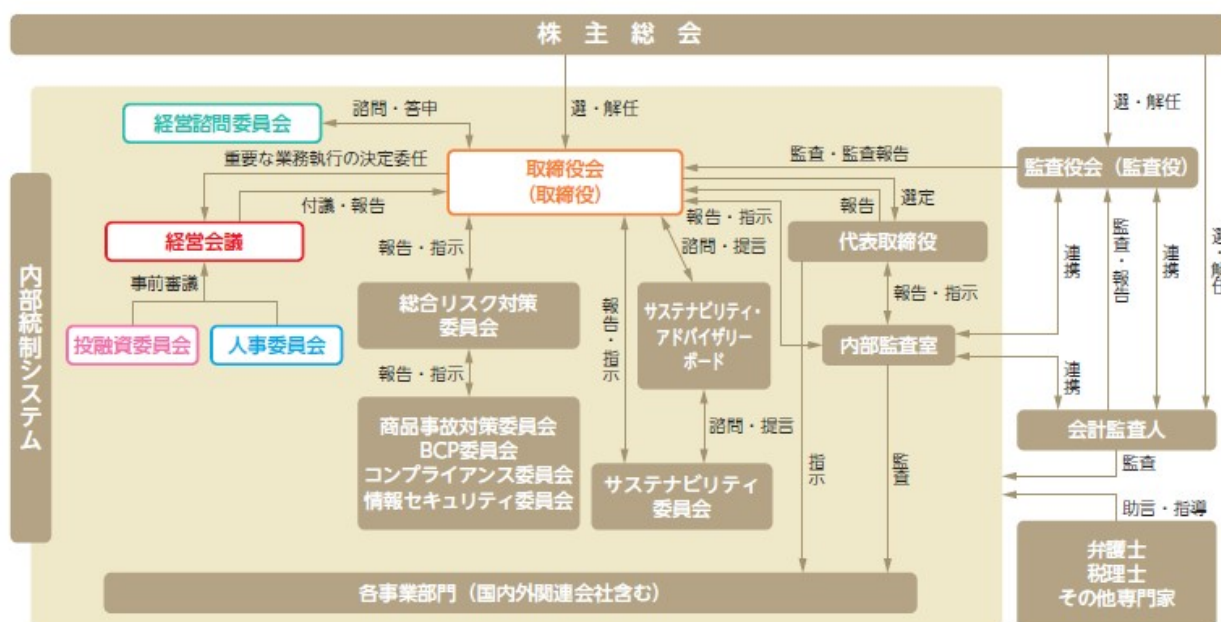 株主総会
諮問・答申
選・解任
選・解任
経営諮問委員会
重要な業務執行の決定委任
取締役会
（取締役）
監査・監査報告
監査役会（監査役）
付議・報告
報告・指示
報告
選定
経営会議
報告・指示
諮問・提言
代表取締役
連携
監査・報告
連携
選・解任
内部統制システム
事前審議
総合リスク対策
委員会
報告・指示
サステナビリティ・
アドバイザリー
ボード
報告・指示
投融資委員会
人事委員会
内部監査室
報告・指示
連携
商品事故対策委員会
BCP委員会
コンプライアンス委員会
情報セキュリティ委員会
諮問・提言
会計監査人
サステナビリティ
委員会
指示
監査
監査
助言・指導
弁護士
税理士
その他専門家
各事業部門（国内外関連会社含む）